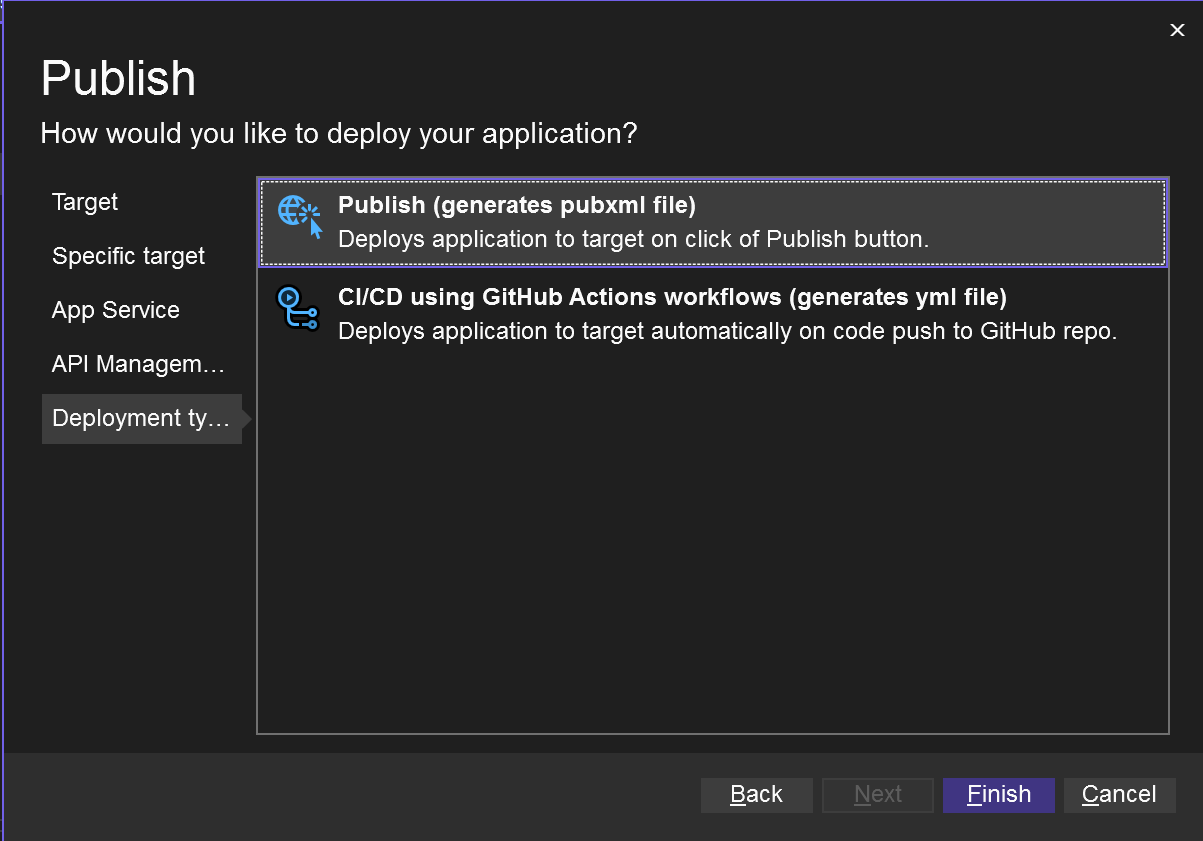 Publish
How would you like to deploy your application?
Target
Specific target
App Service
API Managem…
Deployment ty…
Publish (generates pubxml file)
Deploys application to target on click of Publish button.
CI/CD using GitHub Actions workflows (generates yml file)
Deploys application to target automatically on code push to GitHub repo.
Back
Next
Finish
Cancel